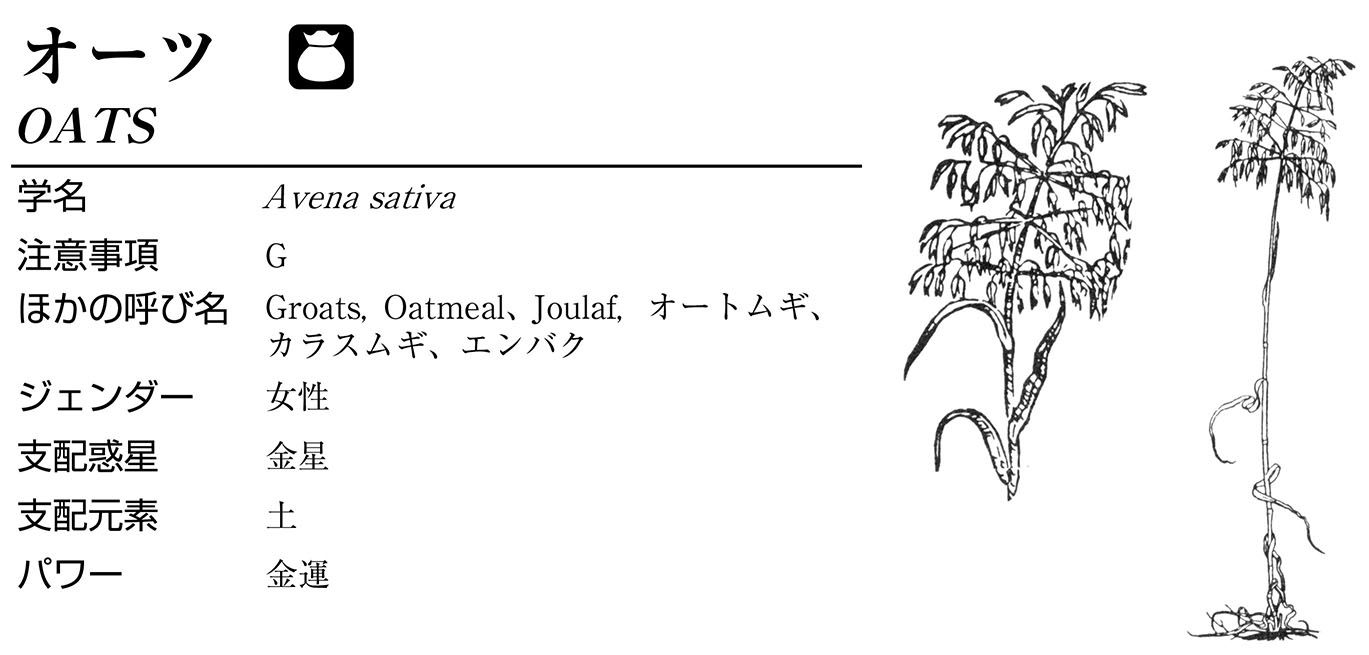 オーツ
OATS
学名 Avena sativa
注意事項 G
ほかの呼び名 Groats, Oatmeal、Joulaf, オートムギ、
カラスムギ、エンバク
ジェンダー 女性
支配惑星 金星
支配元素 土
パワー 金運